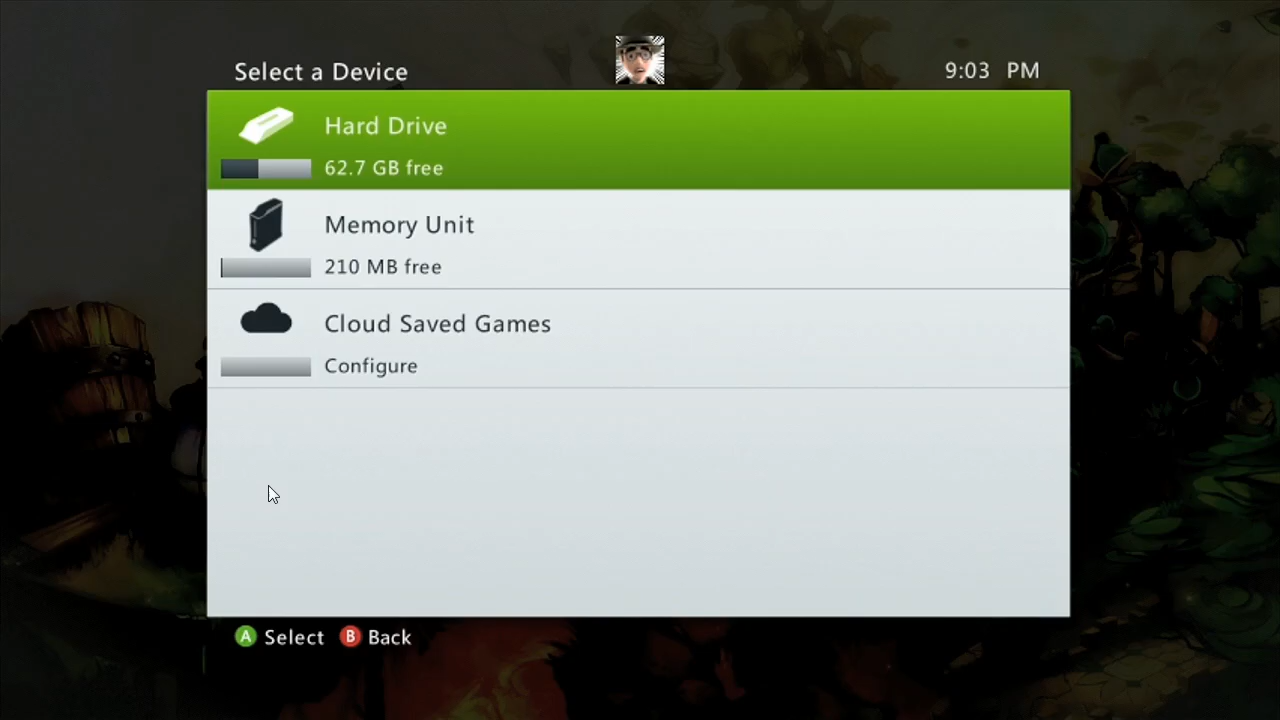 Select a Device
9:03 PM
Hard Drive
62.7 GB free
Memory Unit
210 MB free
Cloud Saved Games
Configure
A Select B Back